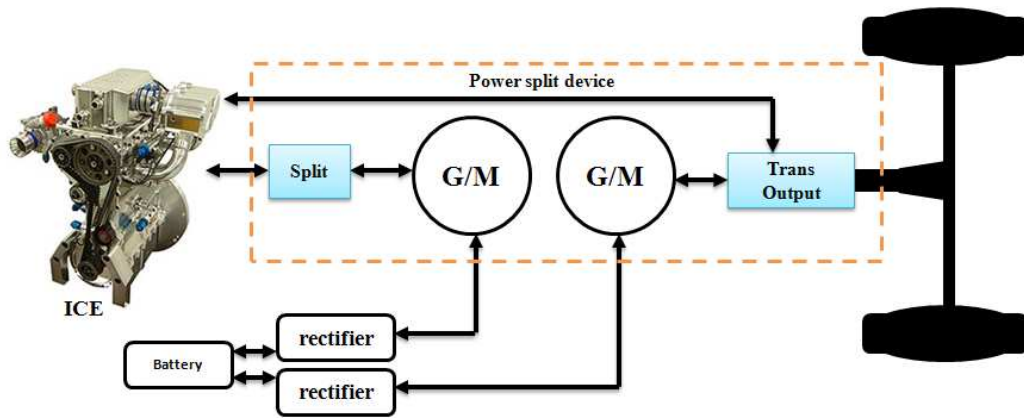 Power split device
Split
G/M
G/M
Trans
Output
ICE
rectifier
Battery
rectifier